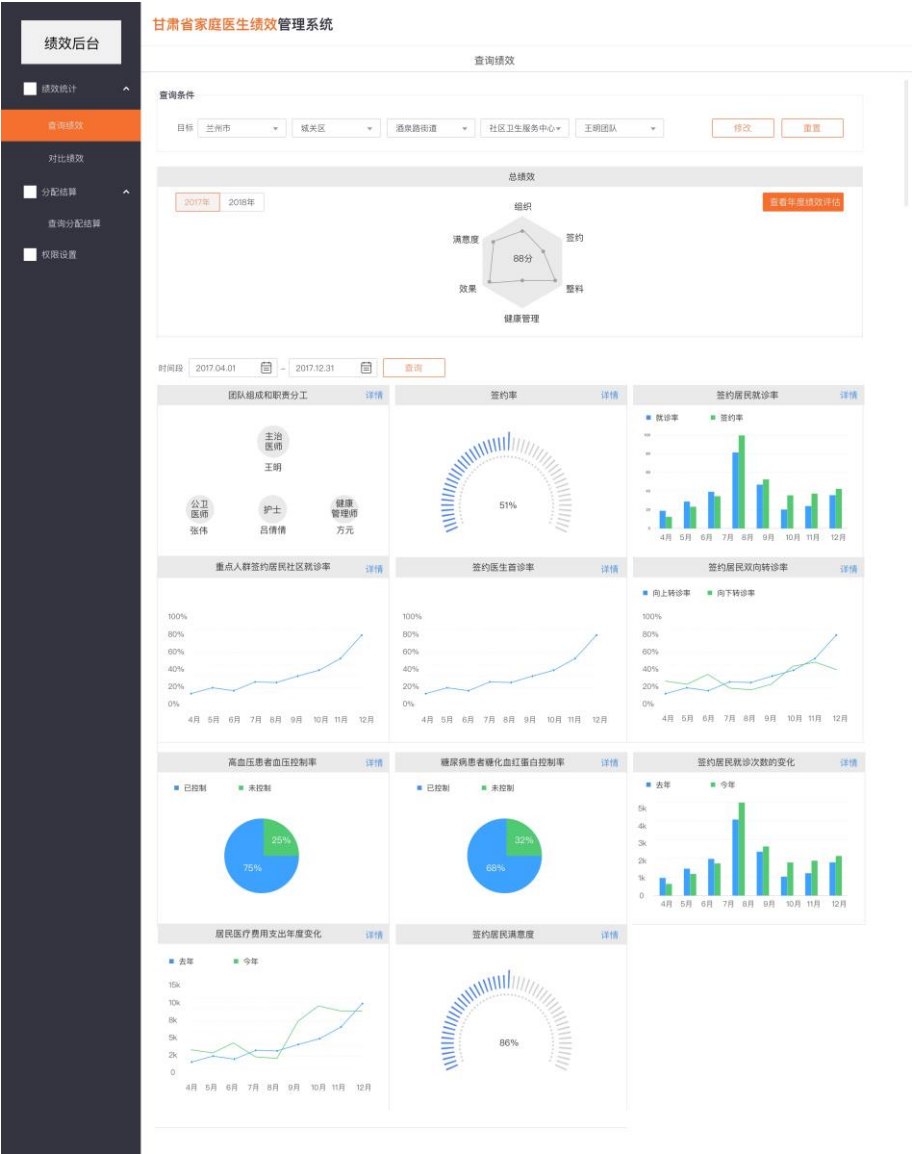 甘肃省家庭医生绩效管理系统
绩效后台
查询绩效
绩效统计
查询绩效
对比绩效
分配结算
查询分配结算
权限设置
查询条件
目标 兰州市 城关区 酒泉路街道 社区卫生服务中心 王明团队 修改 重置
总绩效
2017年 2018年 查看年度绩效评估
组织
满意度 签约
88分
效果 整科
健康管理
时间段 2017.04.01 – 2017.12.31 查询
团队组成和职责分工 详情
主治
医师
王明
公卫
医师
张伟
护士
吕倩倩
健康
管理师
方元
签约率 详情
51%
签约居民就诊率 详情
就诊率 签约率
100
80
60
40
20
0
4月 5月 6月 7月 8月 9月 10月 11月 12月
重点人群签约居民社区就诊率 详情
100%
80%
60%
40%
20%
0%
4月 5月 6月 7月 8月 9月 10月 11月 12月
签约医生首诊率 详情
100%
80%
60%
40%
20%
0%
4月 5月 6月 7月 8月 9月 10月 11月 12月
签约居民双向转诊率 详情
向上转诊率 向下转诊率
100%
80%
60%
40%
20%
0%
4月 5月 6月 7月 8月 9月 10月 11月 12月
高血压患者血压控制率 详情
已控制 未控制
25%
75%
糖尿病患者糖化血红蛋白控制率 详情
已控制 未控制
32%
68%
签约居民就诊次数的变化 详情
去年 今年
5k
4k
3k
2k
1k
0
4月 5月 6月 7月 8月 9月 10月 11月 12月
居民医疗费用支出年度变化 详情
去年 今年
15k
10k
8k
5k
2k
0
4月 5月 6月 7月 8月 9月 10月 11月 12月
签约居民满意度 详情
86%